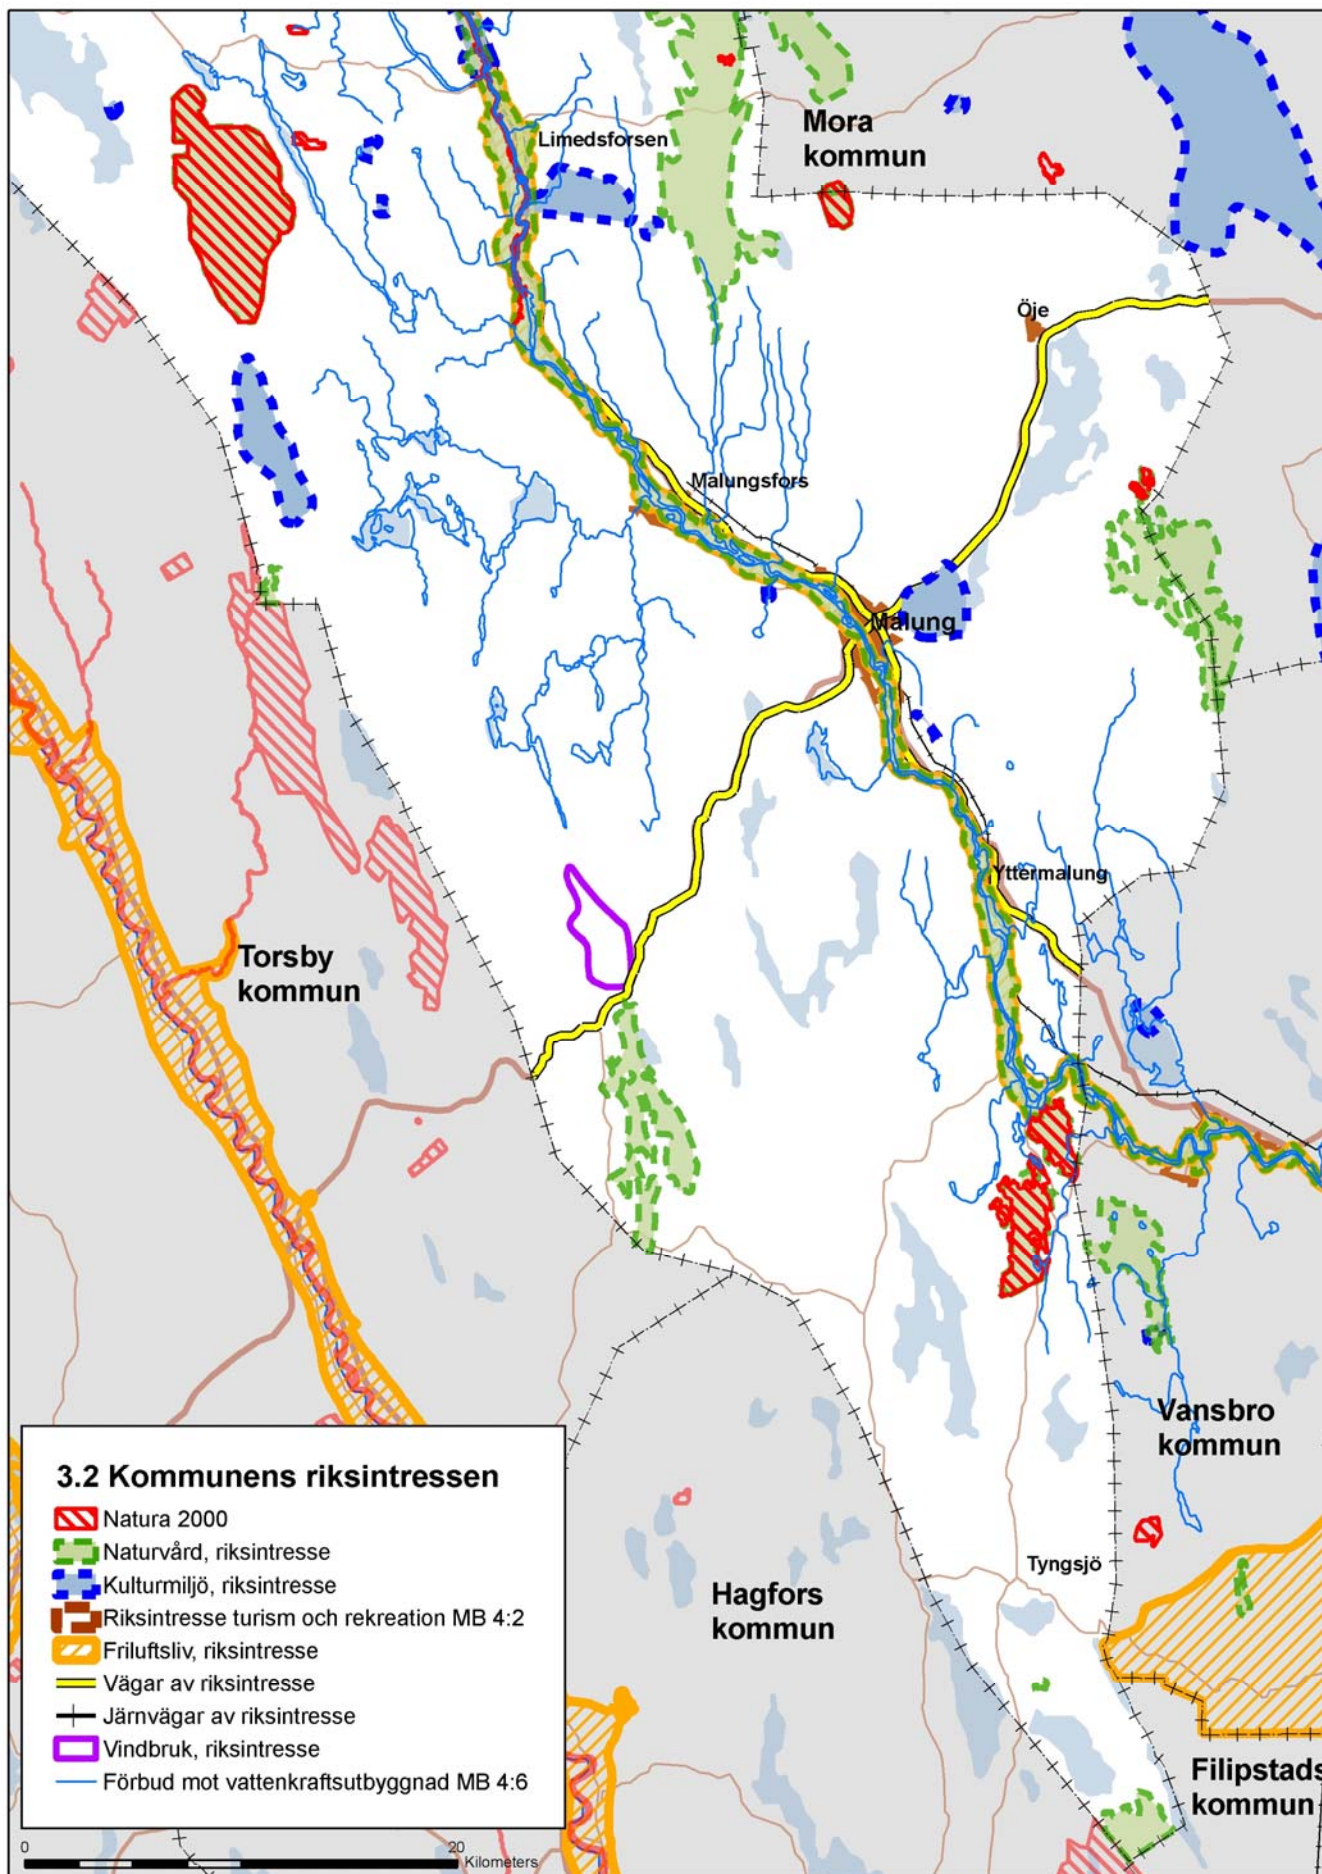 Limedsforsen
Mora
kommun
Öje
Malungsfors
Malung
Yttermalung
Torsby
kommun
Vansbro
kommun
Tyngsjö
Hagfors
kommun
Filipstads
kommun
3.2 Kommunens riksintressen
Natura 2000
Naturvård, riksintresse
Kulturmiljö, riksintresse
Riksintresse turism och rekreation MB 4:2
Friluftsliv, riksintresse
Vägar av riksintresse
Järnvägar av riksintresse
Vindbruk, riksintresse
Förbud mot vattenkraftsutbyggnad MB 4:6
0 20
Kilometers